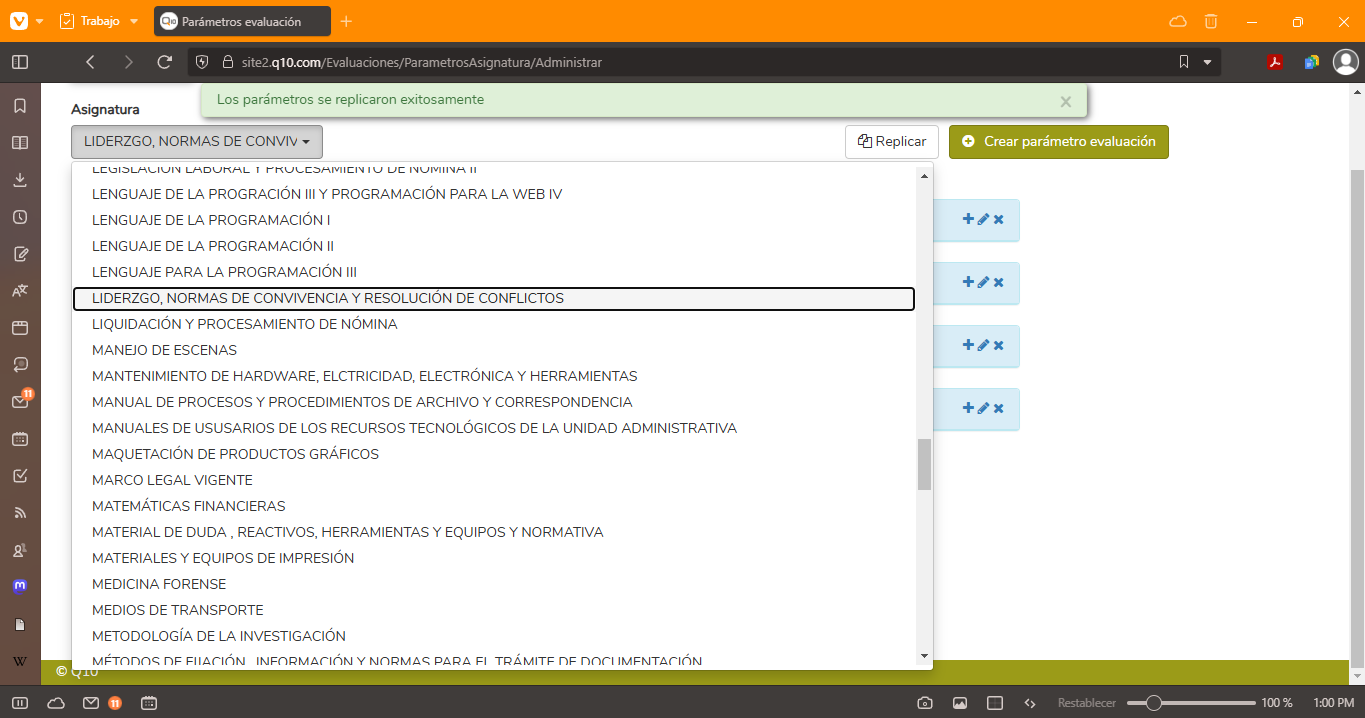 Trabajo
Q10
Parámetros evaluación
site2.q10.com/Evaluaciones/ParametrosAsignatura/Administrar
Asignatura
Los parámetros se replicaron exitosamente
LIDERZGO, NORMAS DE CONVIV
Replicar
Crear parámetro evaluación
LEGISLACIÓN LABORAL Y PROCESAMIENTO DE NÓMINA II
LENGUAJE DE LA PROGRACIÓN III Y PROGRAMACIÓN PARA LA WEB IV
LENGUAJE DE LA PROGRAMACIÓN I
LENGUAJE DE LA PROGRAMACIÓN II
LENGUAJE PARA LA PROGRAMACIÓN III
LIDERZGO, NORMAS DE CONVIVENCIA Y RESOLUCIÓN DE CONFLICTOS
LIQUIDACIÓN Y PROCESAMIENTO DE NÓMINA
MANEJO DE ESCENAS
MANTENIMIENTO DE HARDWARE, ELCTRICIDAD, ELECTRÓNICA Y HERRAMIENTAS
MANUAL DE PROCESOS Y PROCEDIMIENTOS DE ARCHIVO Y CORRESPONDENCIA
MANUALES DE USUSARIOS DE LOS RECURSOS TECNOLÓGICOS DE LA UNIDAD ADMINISTRATIVA
MAQUETACIÓN DE PRODUCTOS GRÁFICOS
MARCO LEGAL VIGENTE
MATEMÁTICAS FINANCIERAS
MATERIAL DE DUDA , REACTIVOS, HERRAMIENTAS Y EQUIPOS Y NORMATIVA
MATERIALES Y EQUIPOS DE IMPRESIÓN
MEDICINA FORENSE
MEDIOS DE TRANSPORTE
METODOLOGÍA DE LA INVESTIGACIÓN
MÉTODOS DE FIJACIÓN , INFORMACIÓN Y NORMAS PARA EL TRÁMITE DE DOCUMENTACIÓN
11
© Q10
11
Restablecer
100 %
1:00 PM